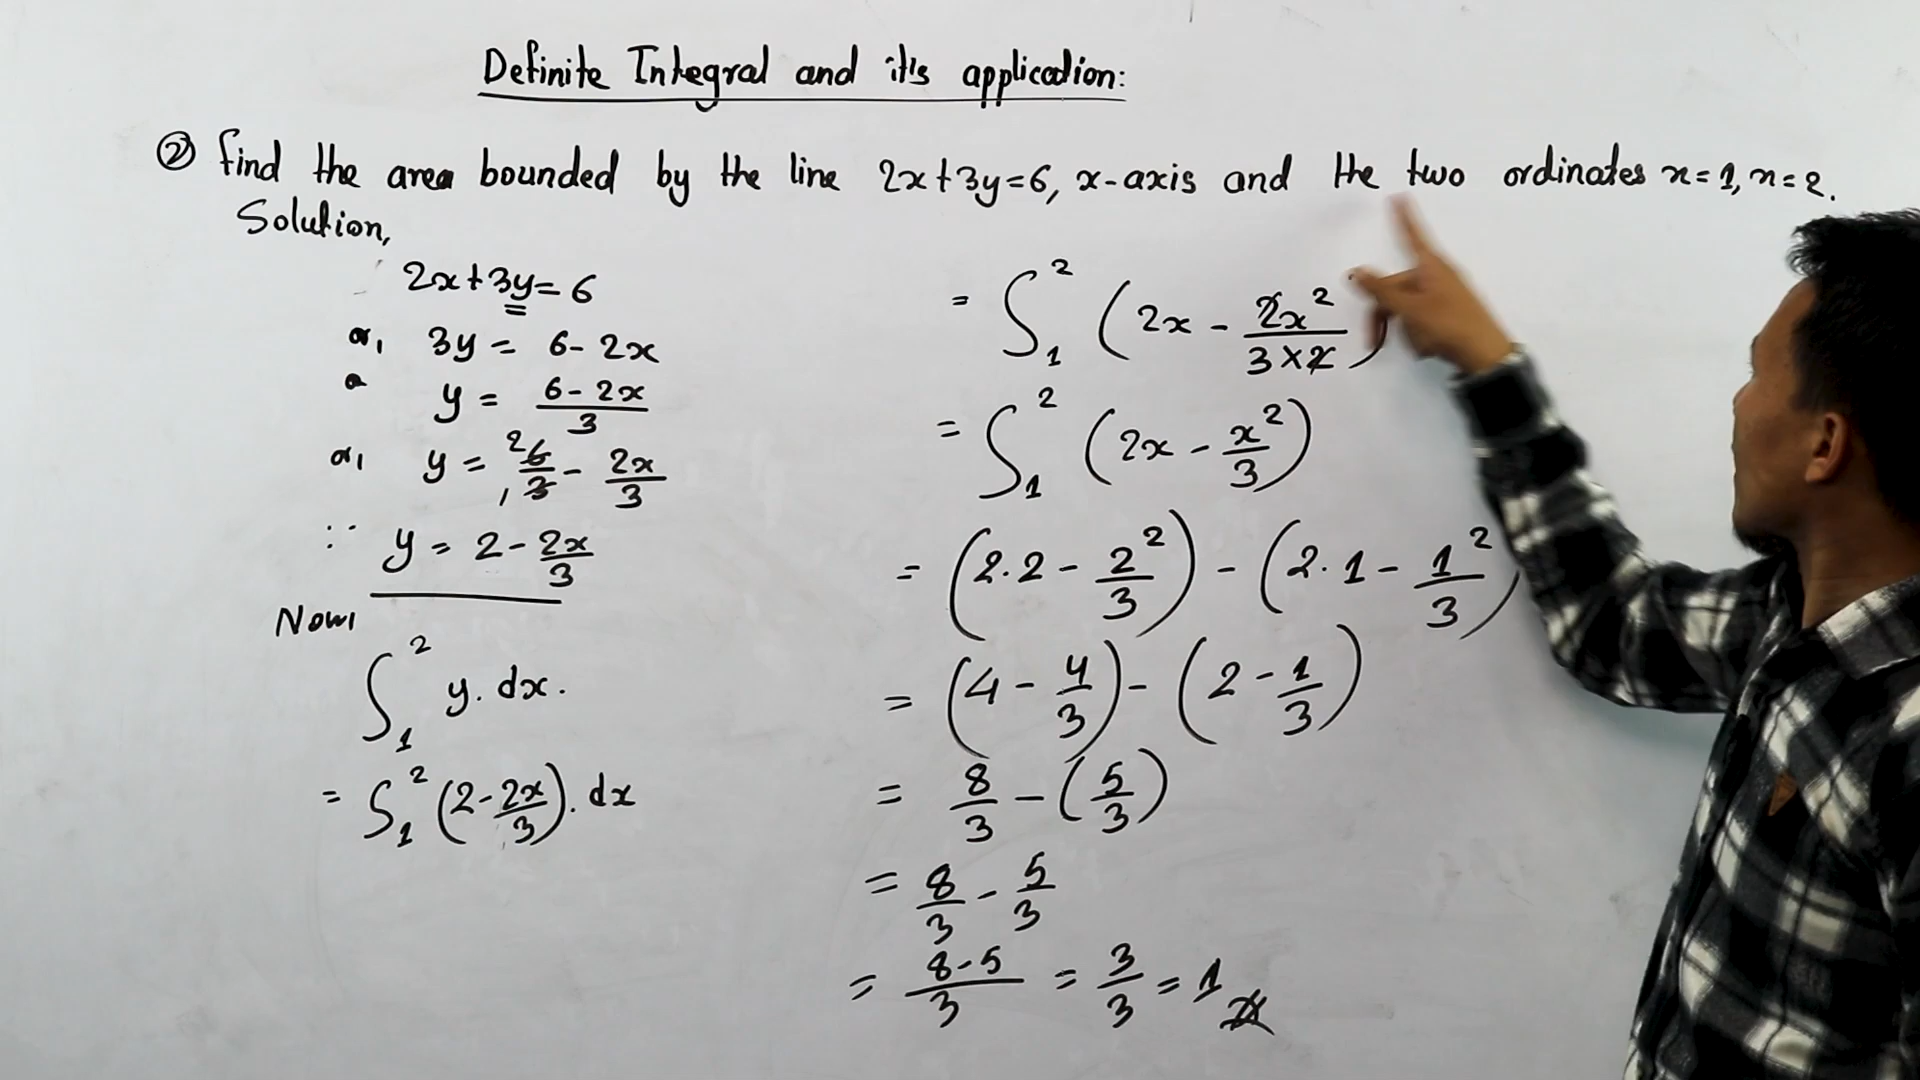 Definite Integral and it's application:
② find the area bounded by the line 2x+3y=6, x-axis and the two ordinates x=1, x=2.
Solution,
2x+3y=6
or, 3y = 6-2x
or y = (6-2x)/3
or, y = 6/3 - 2x/3
2 1
∴ y = 2 - 2x/3
Now,
∫₁² y. dx.
= ∫₁² (2 - 2x/3). dx
= ∫₁² (2x - 2x²/(3×2))
= ∫₁² (2x - x²/3)
= (2.2 - 2²/3) - (2.1 - 1²/3)
= (4 - 4/3) - (2 - 1/3)
= 8/3 - (5/3)
= 8/3 - 5/3
= (8-5)/3 = 3/3 = 1